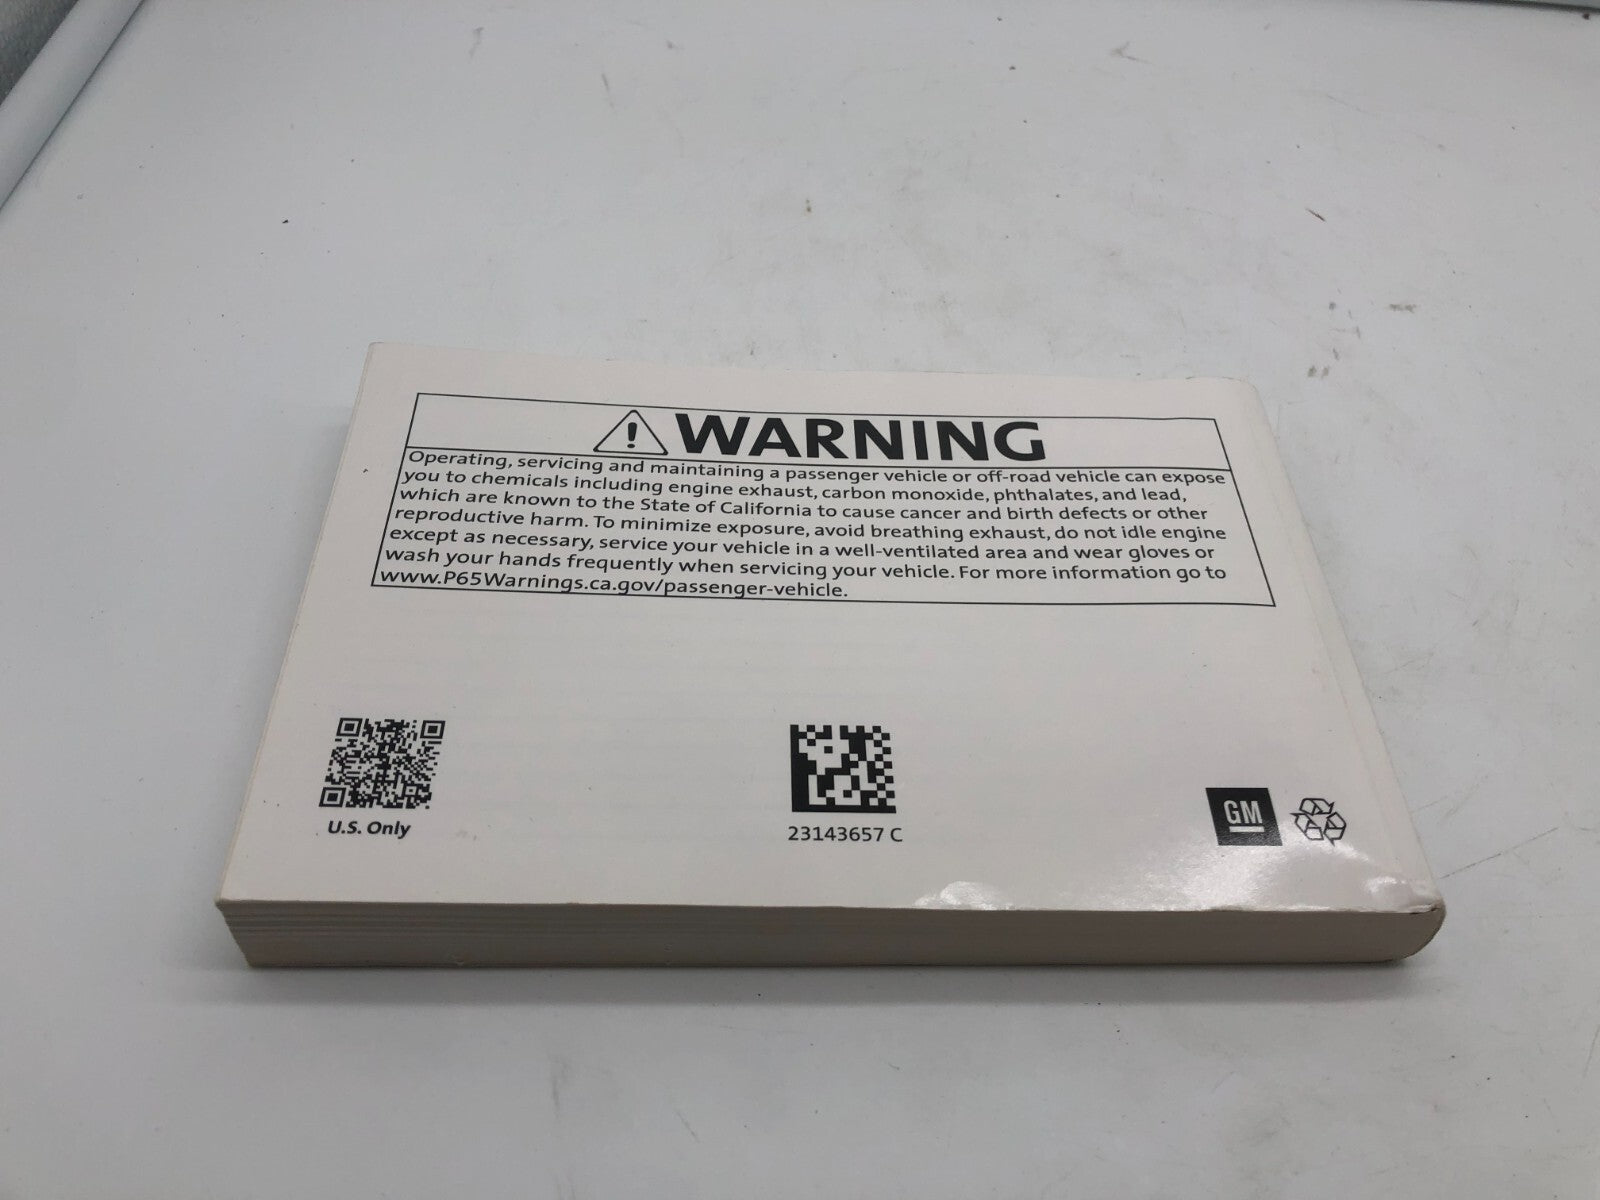 WARNING
Operating, servicing and maintaining a passenger vehicle or off-road vehicle can expose
you to chemicals including engine exhaust, carbon monoxide, phthalates, and lead,
which are known to the State of California to cause cancer and birth defects or other
reproductive harm. To minimize exposure, avoid breathing exhaust, do not idle engine
except as necessary, service your vehicle in a well-ventilated area and wear gloves or
wash your hands frequently when servicing your vehicle. For more information go to
www.P65Warnings.ca.gov/passenger-vehicle.
U.S. Only
23143657 C
GM